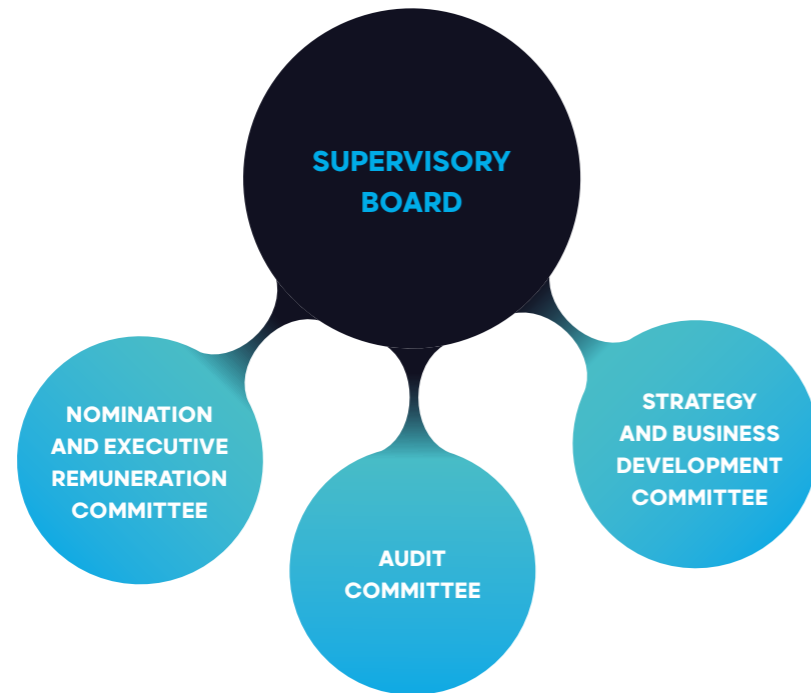 SUPERVISORY
BOARD
NOMINATION
AND EXECUTIVE
REMUNERATION
COMMITTEE
AUDIT
COMMITTEE
STRATEGY
AND BUSINESS
DEVELOPMENT
COMMITTEE